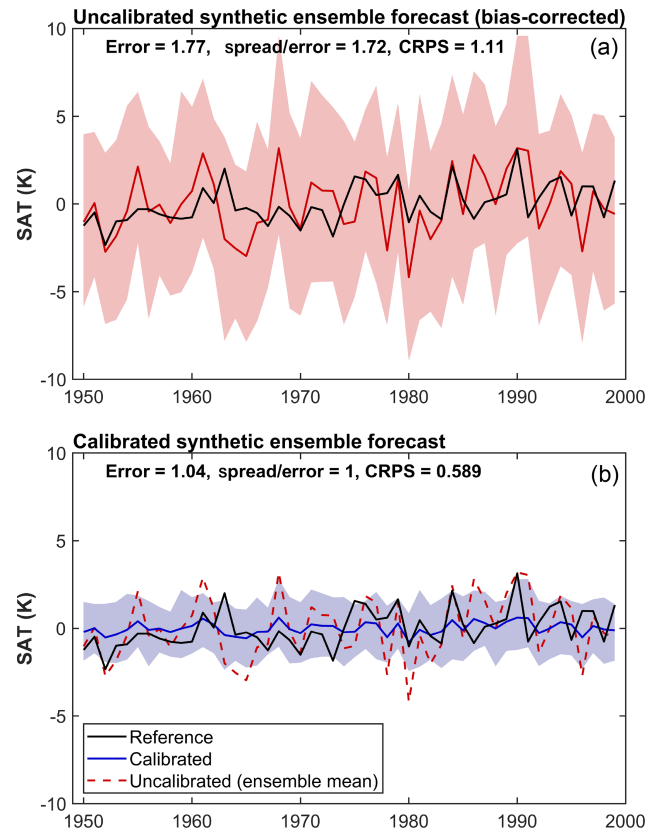 Uncalibrated synthetic ensemble forecast (bias-corrected)
Error = 1.77, spread/error = 1.72, CRPS = 1.11
(a)
10
5
0
-5
-10
SAT (K)
1950 1960 1970 1980 1990 2000
Calibrated synthetic ensemble forecast
Error = 1.04, spread/error = 1, CRPS = 0.589
(b)
10
5
0
-5
-10
SAT (K)
Reference
Calibrated
Uncalibrated (ensemble mean)
1950 1960 1970 1980 1990 2000